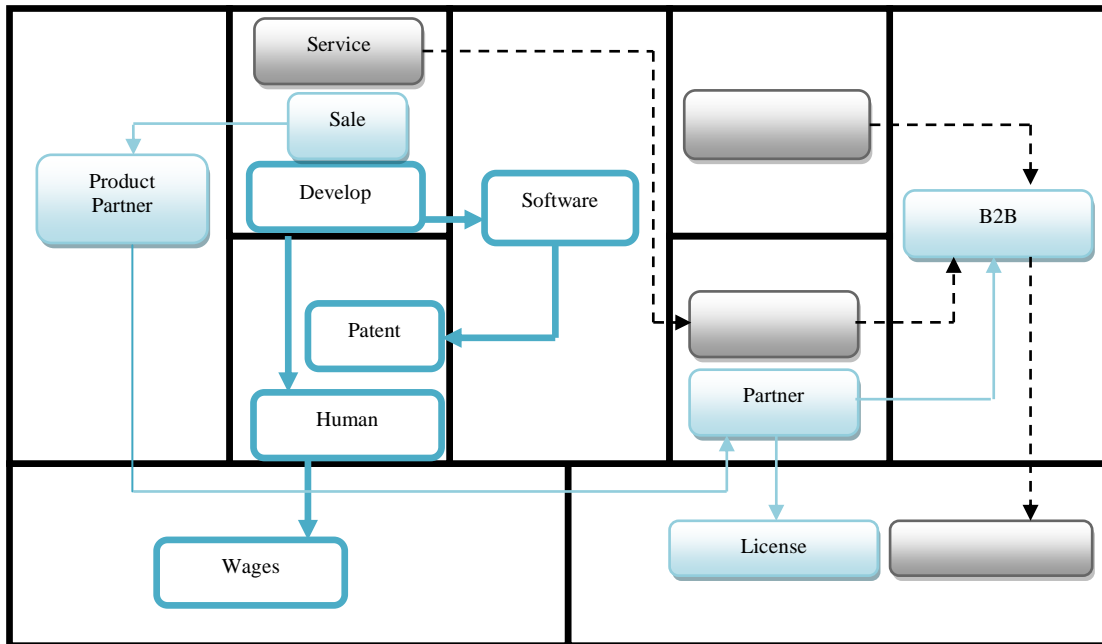 Service
Sale
Product
Partner
Develop
Software
B2B
Patent
Partner
Human
License
Wages